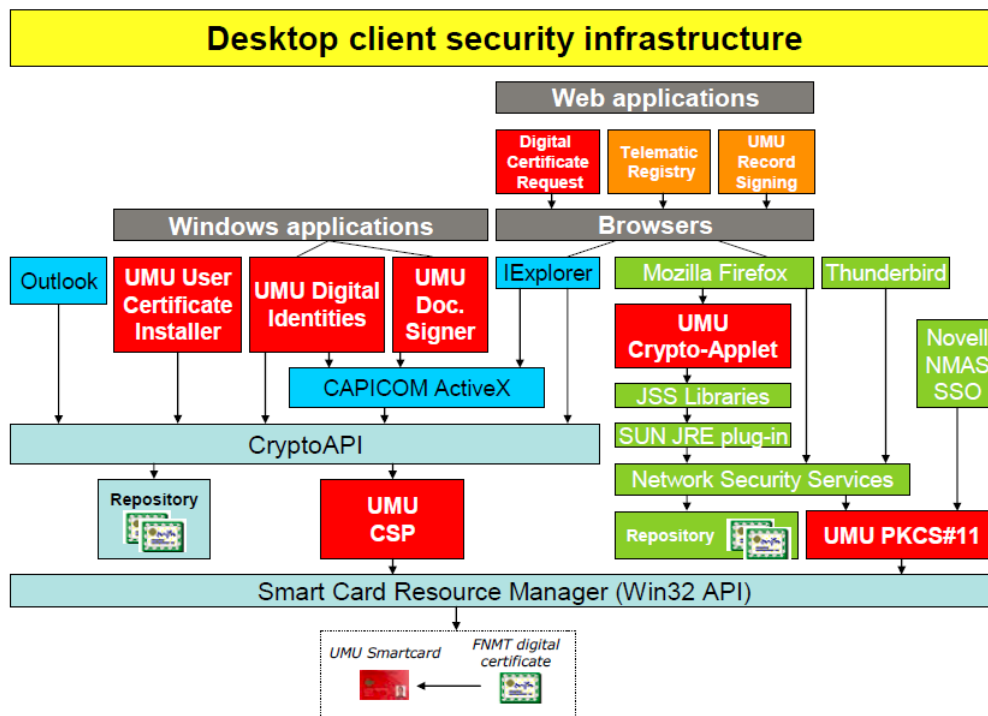 Desktop client security infrastructure
Web applications
Digital
Certificate
Request
Telematic
Registry
UMU
Record
Signing
Windows applications
Browsers
Outlook
UMU User
Certificate
Installer
UMU Digital
Identities
UMU
Doc.
Signer
IExplorer
Mozilla Firefox
Thunderbird
UMU
Crypto-Applet
Novell
NMAS
SSO
CAPICOM ActiveX
JSS Libraries
SUN JRE plug-in
CryptoAPI
Network Security Services
Repository
UMU
CSP
Repository
UMU PKCS#11
Smart Card Resource Manager (Win32 API)
UMU Smartcard
FNMT digital
certificate